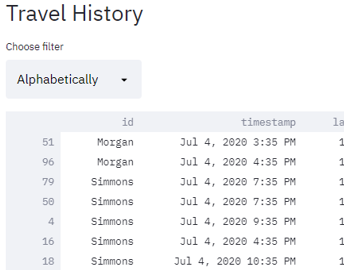 Travel History
Choose filter
Alphabetically
id timestamp la
51 Morgan Jul 4, 2020 3:35 PM 1
96 Morgan Jul 4, 2020 4:35 PM 1
79 Simmons Jul 4, 2020 7:35 PM 1
50 Simmons Jul 4, 2020 7:35 PM 1
4 Simmons Jul 4, 2020 9:35 PM 1
16 Simmons Jul 4, 2020 4:35 PM 1
18 Simmons Jul 4, 2020 10:35 PM 1